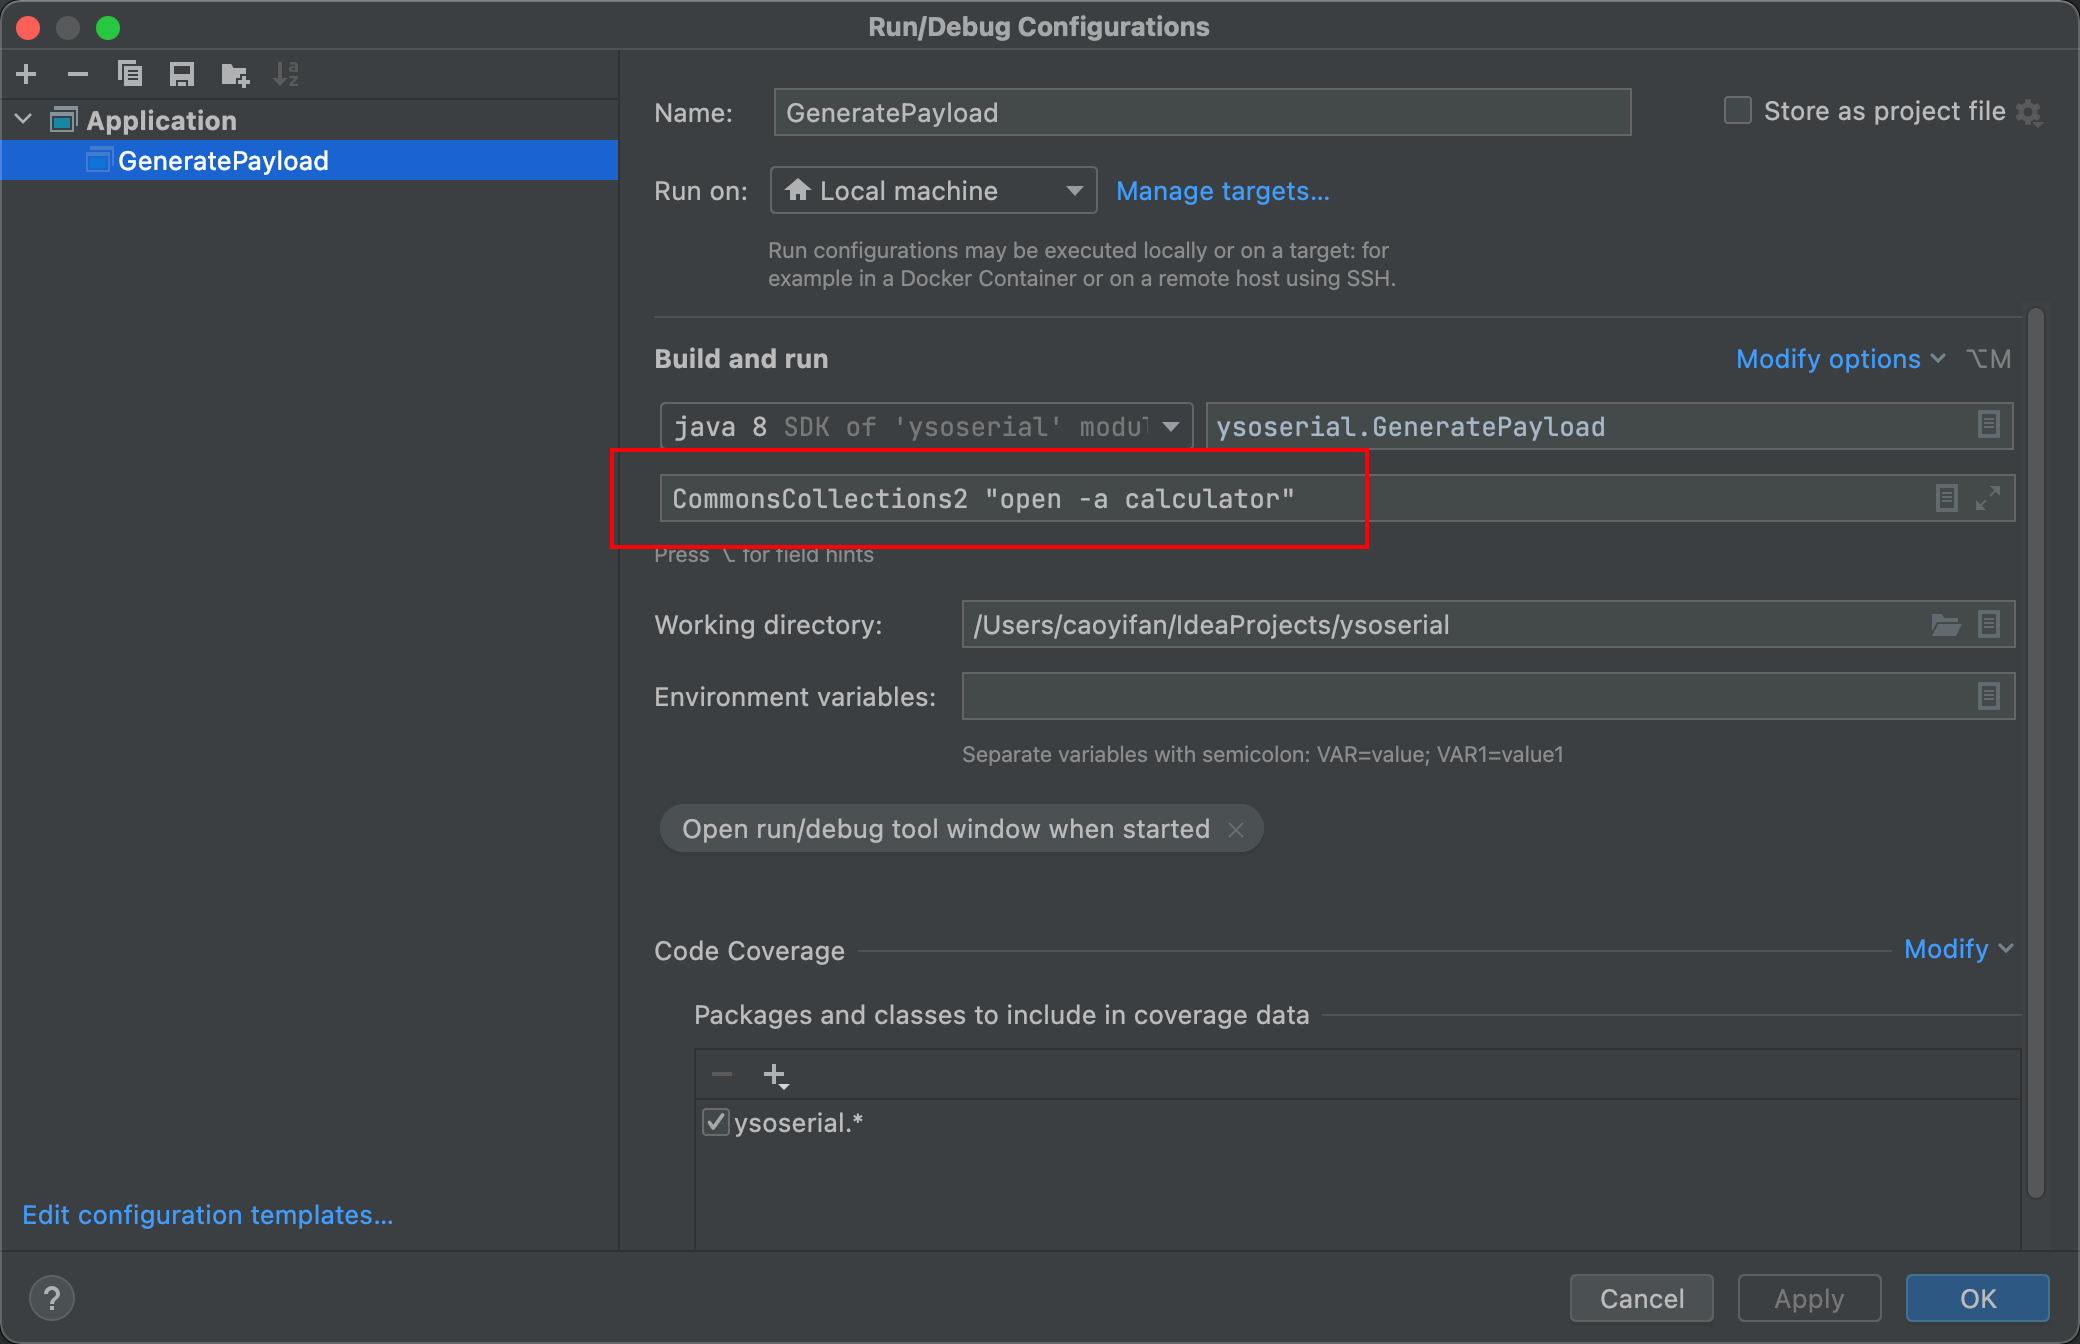 Run/Debug Configurations
Application
GeneratePayload
Name:
GeneratePayload
Store as project file
Run on:
Local machine
Manage targets...
Run configurations may be executed locally or on a target: for
example in a Docker Container or on a remote host using SSH.
Build and run
Modify options
⌥M
java 8 SDK of 'ysoserial' modul
ysoserial.GeneratePayload
CommonsCollections2 "open -a calculator"
Press ⌥ for field hints
Working directory:
/Users/caoyifan/IdeaProjects/ysoserial
Environment variables:
Separate variables with semicolon: VAR=value; VAR1=value1
Open run/debug tool window when started
Code Coverage
Modify
Packages and classes to include in coverage data
ysoserial.*
Edit configuration templates...
?
Cancel
Apply
OK